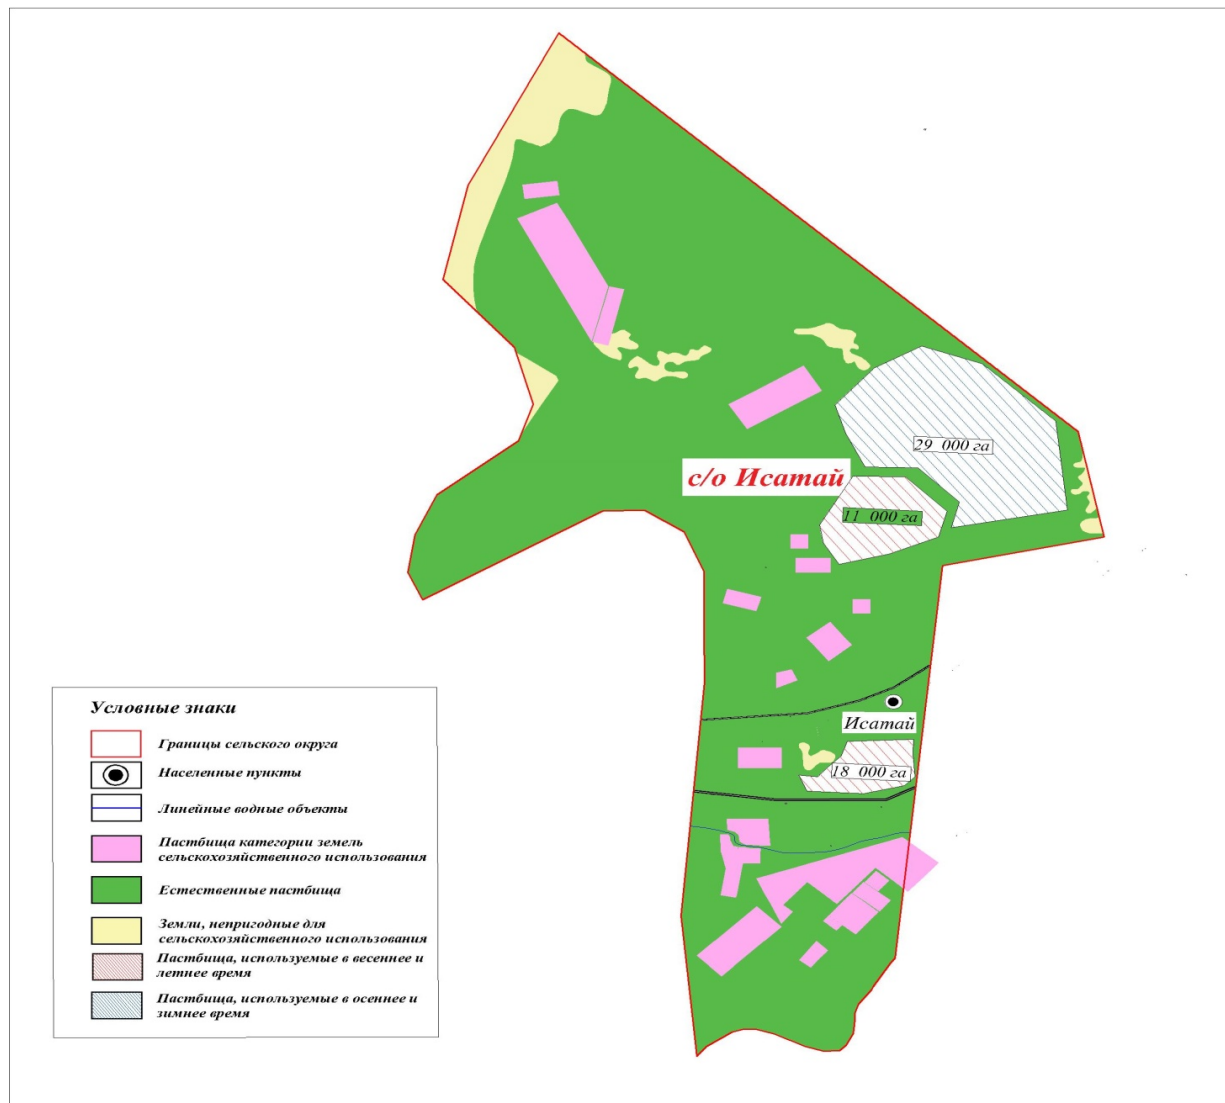 29 000 га
с/о Исатай
11 000 га
Исатай
18 000 га
Условные знаки
Границы сельского округа
Населенные пункты
Линейные водные объекты
Пастбища категории земель
сельскохозяйственного использования
Естественные пастбища
Земли, непригодные для
сельскохозяйственного использования
Пастбища, используемые в весеннее и
летнее время
Пастбища, используемые в осеннее и
зимнее время